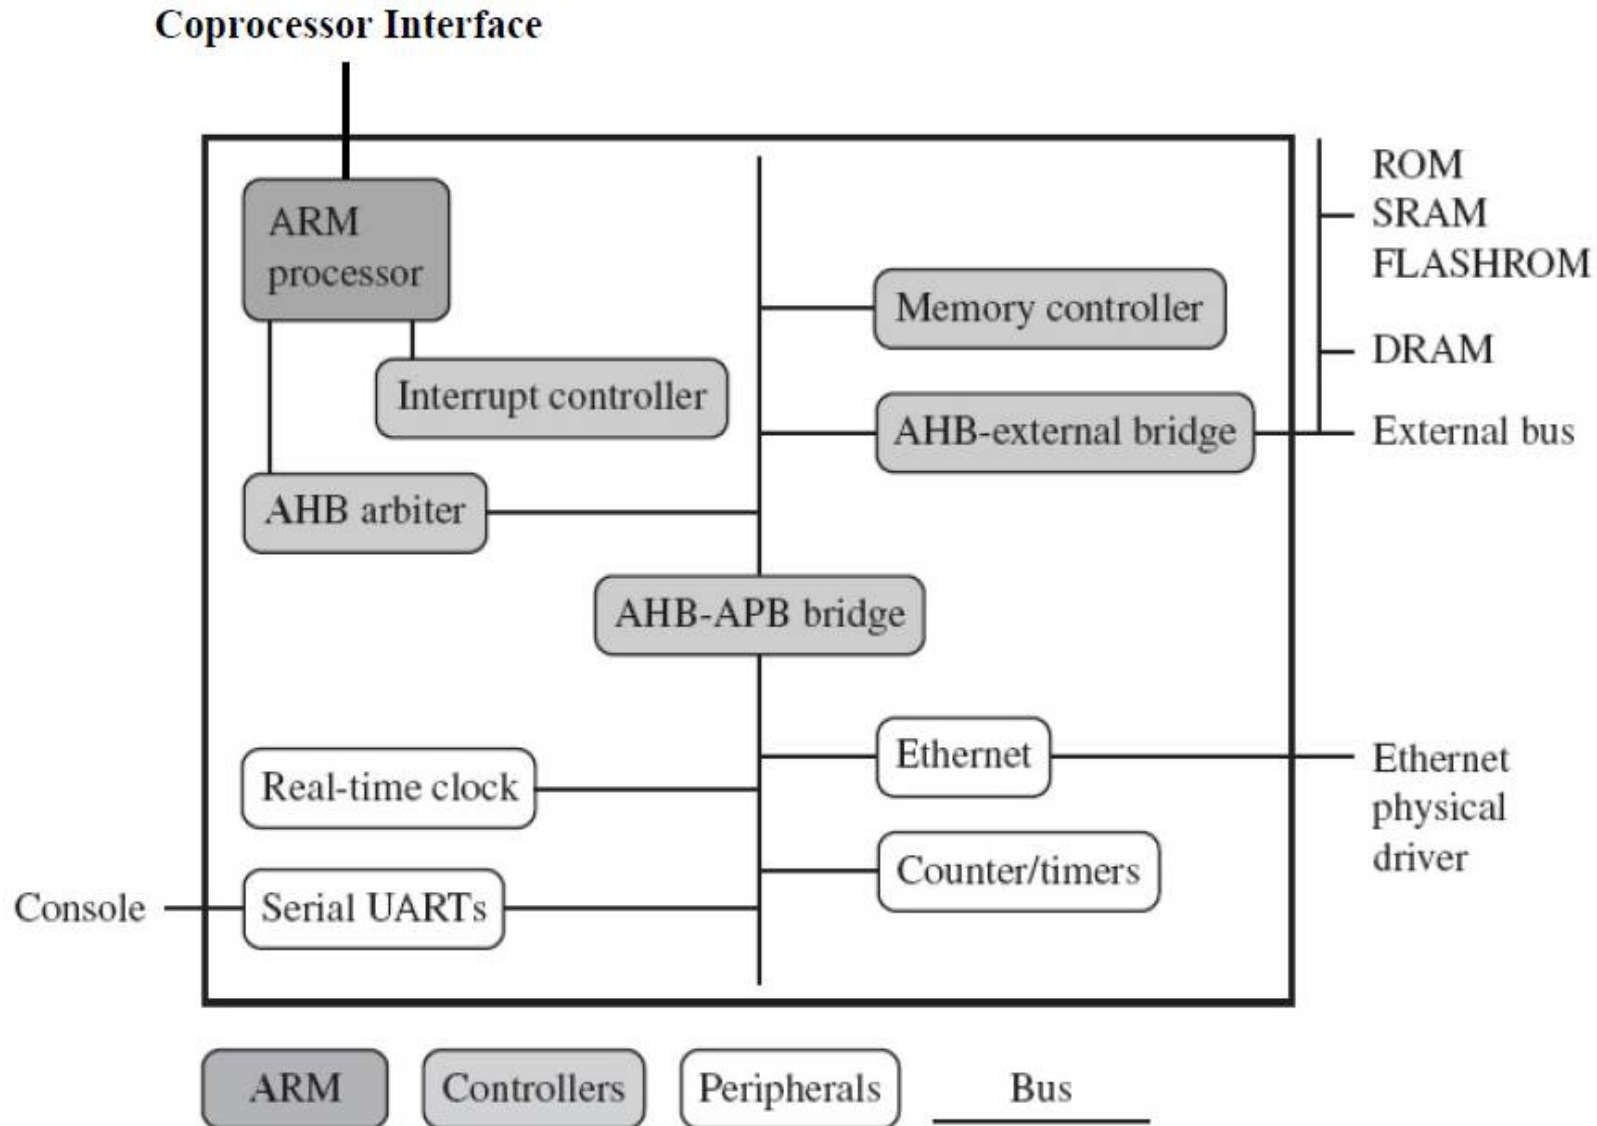 Coprocessor Interface
ARM
processor
ROM
SRAM
FLASHROM
Memory controller
DRAM
Interrupt controller
AHB-external bridge
External bus
AHB arbiter
AHB-APB bridge
Ethernet
Ethernet
physical
driver
Real-time clock
Counter/timers
Console
Serial UARTs
ARM
Controllers
Peripherals
Bus